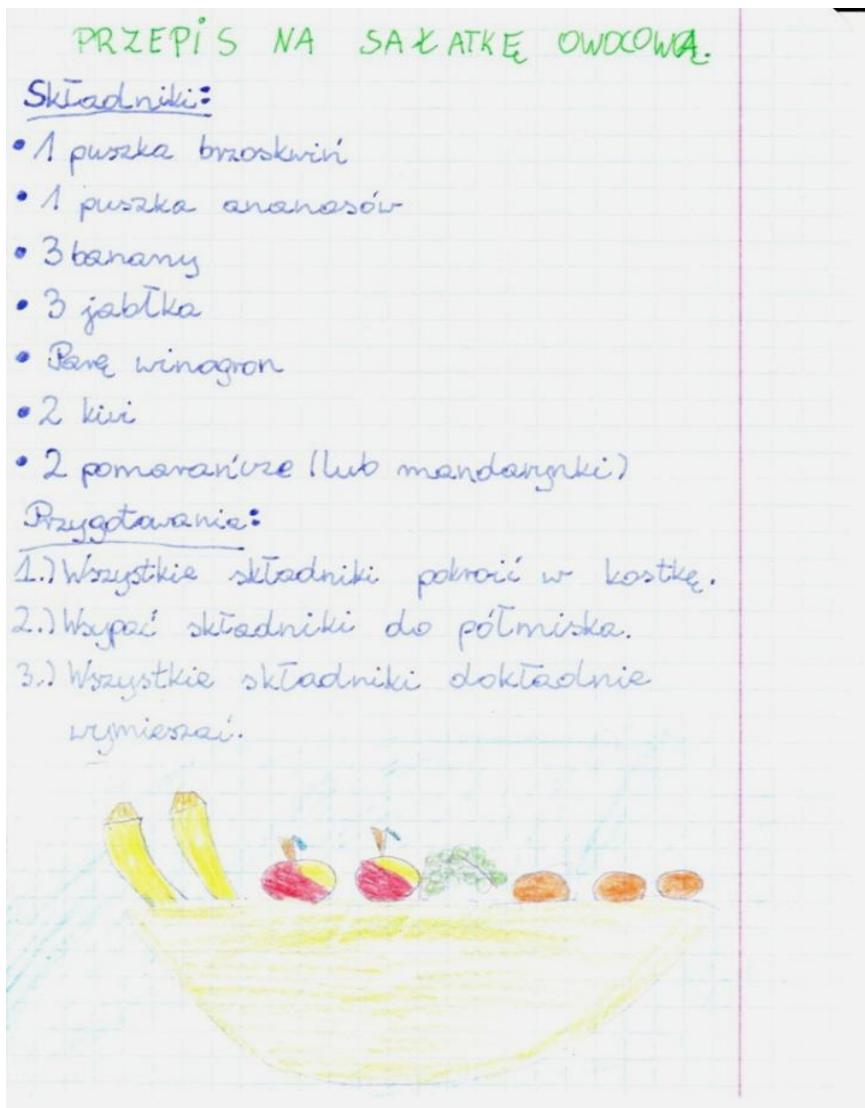 PRZEPIS NA SAŁATKĘ OWOCOWĄ.
Składniki:
• 1 puszka brzoskwiń
• 1 puszka ananasów
• 3 banany
• 3 jabłka
• Parę winogron
• 2 kiwi
• 2 pomarańcze (lub mandarynki)
Przygotowanie:
1.) Wszystkie składniki pokroić w kostkę.
2.) Wsypać składniki do półmiska.
3.) Wszystkie składniki dokładnie
wymieszać.